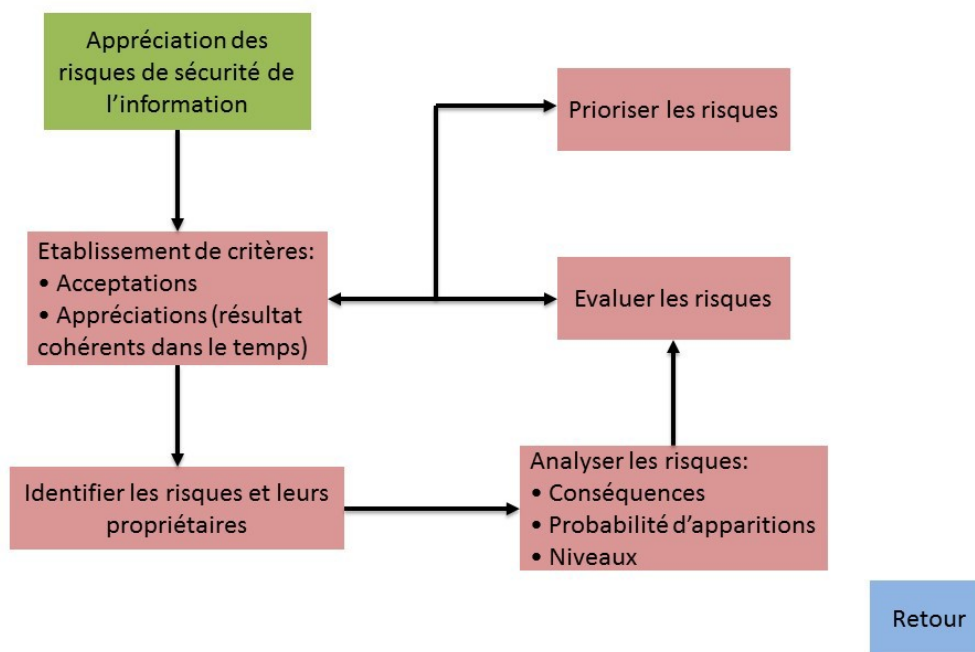 Appréciation des
risques de sécurité de
l'information
Prioriser les risques
Etablissement de critères:
• Acceptations
• Appréciations (résultat
cohérents dans le temps)
Evaluer les risques
Identifier les risques et leurs
propriétaires
Analyser les risques:
• Conséquences
• Probabilité d'apparitions
• Niveaux
Retour